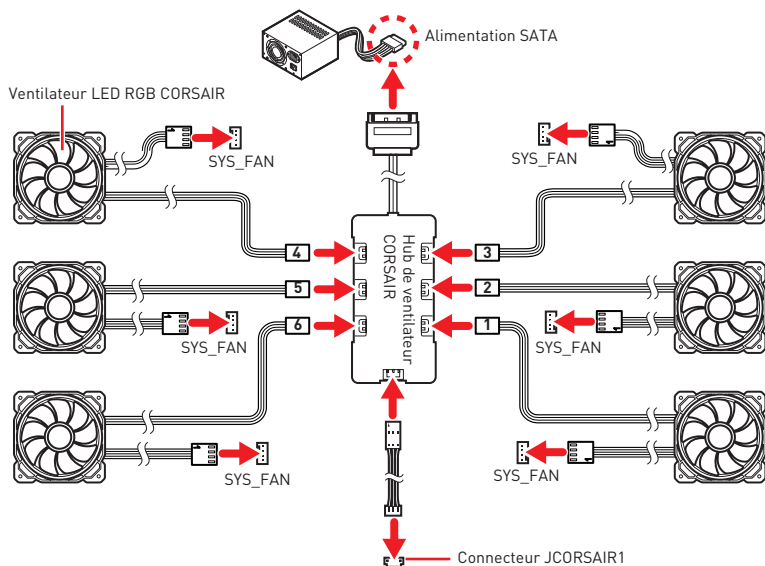 Alimentation SATA
Ventilateur LED RGB CORSAIR
SYS_FAN
SYS_FAN
4
3
5
2
6
1
Hub de ventilateur
CORSAIR
SYS_FAN
SYS_FAN
SYS_FAN
SYS_FAN
Connecteur JCORSAIR1